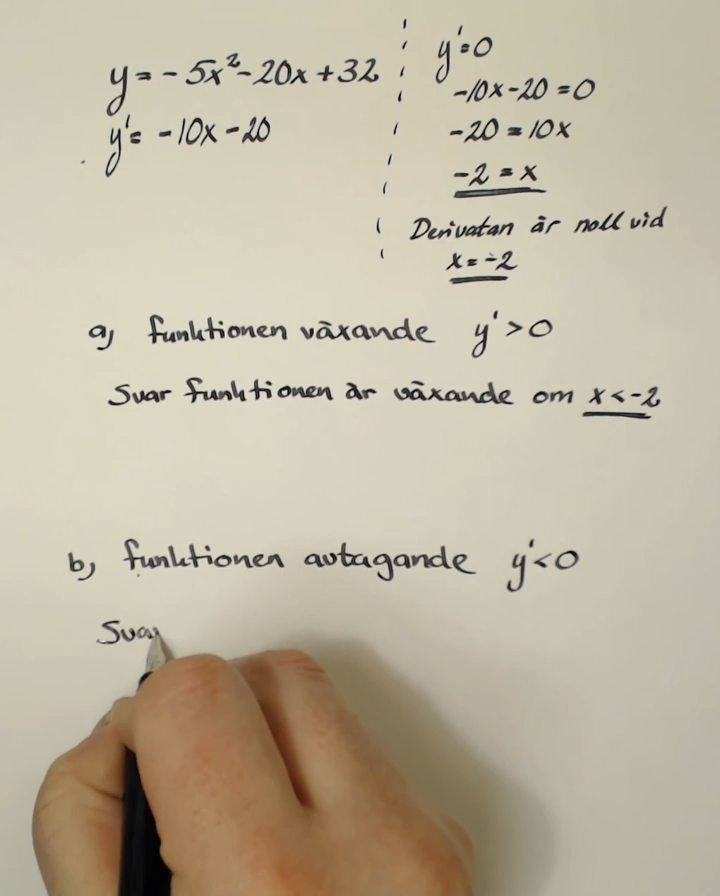 y = -5x²-20x+32
y'= -10x-20
y'=0
-10x-20=0
-20=10x
-2=x
Derivatan är noll vid
x=-2
a) funktionen växande y'>0
Svar funktionen är växande om x<-2
b) funktionen avtagande y'<0
Svar